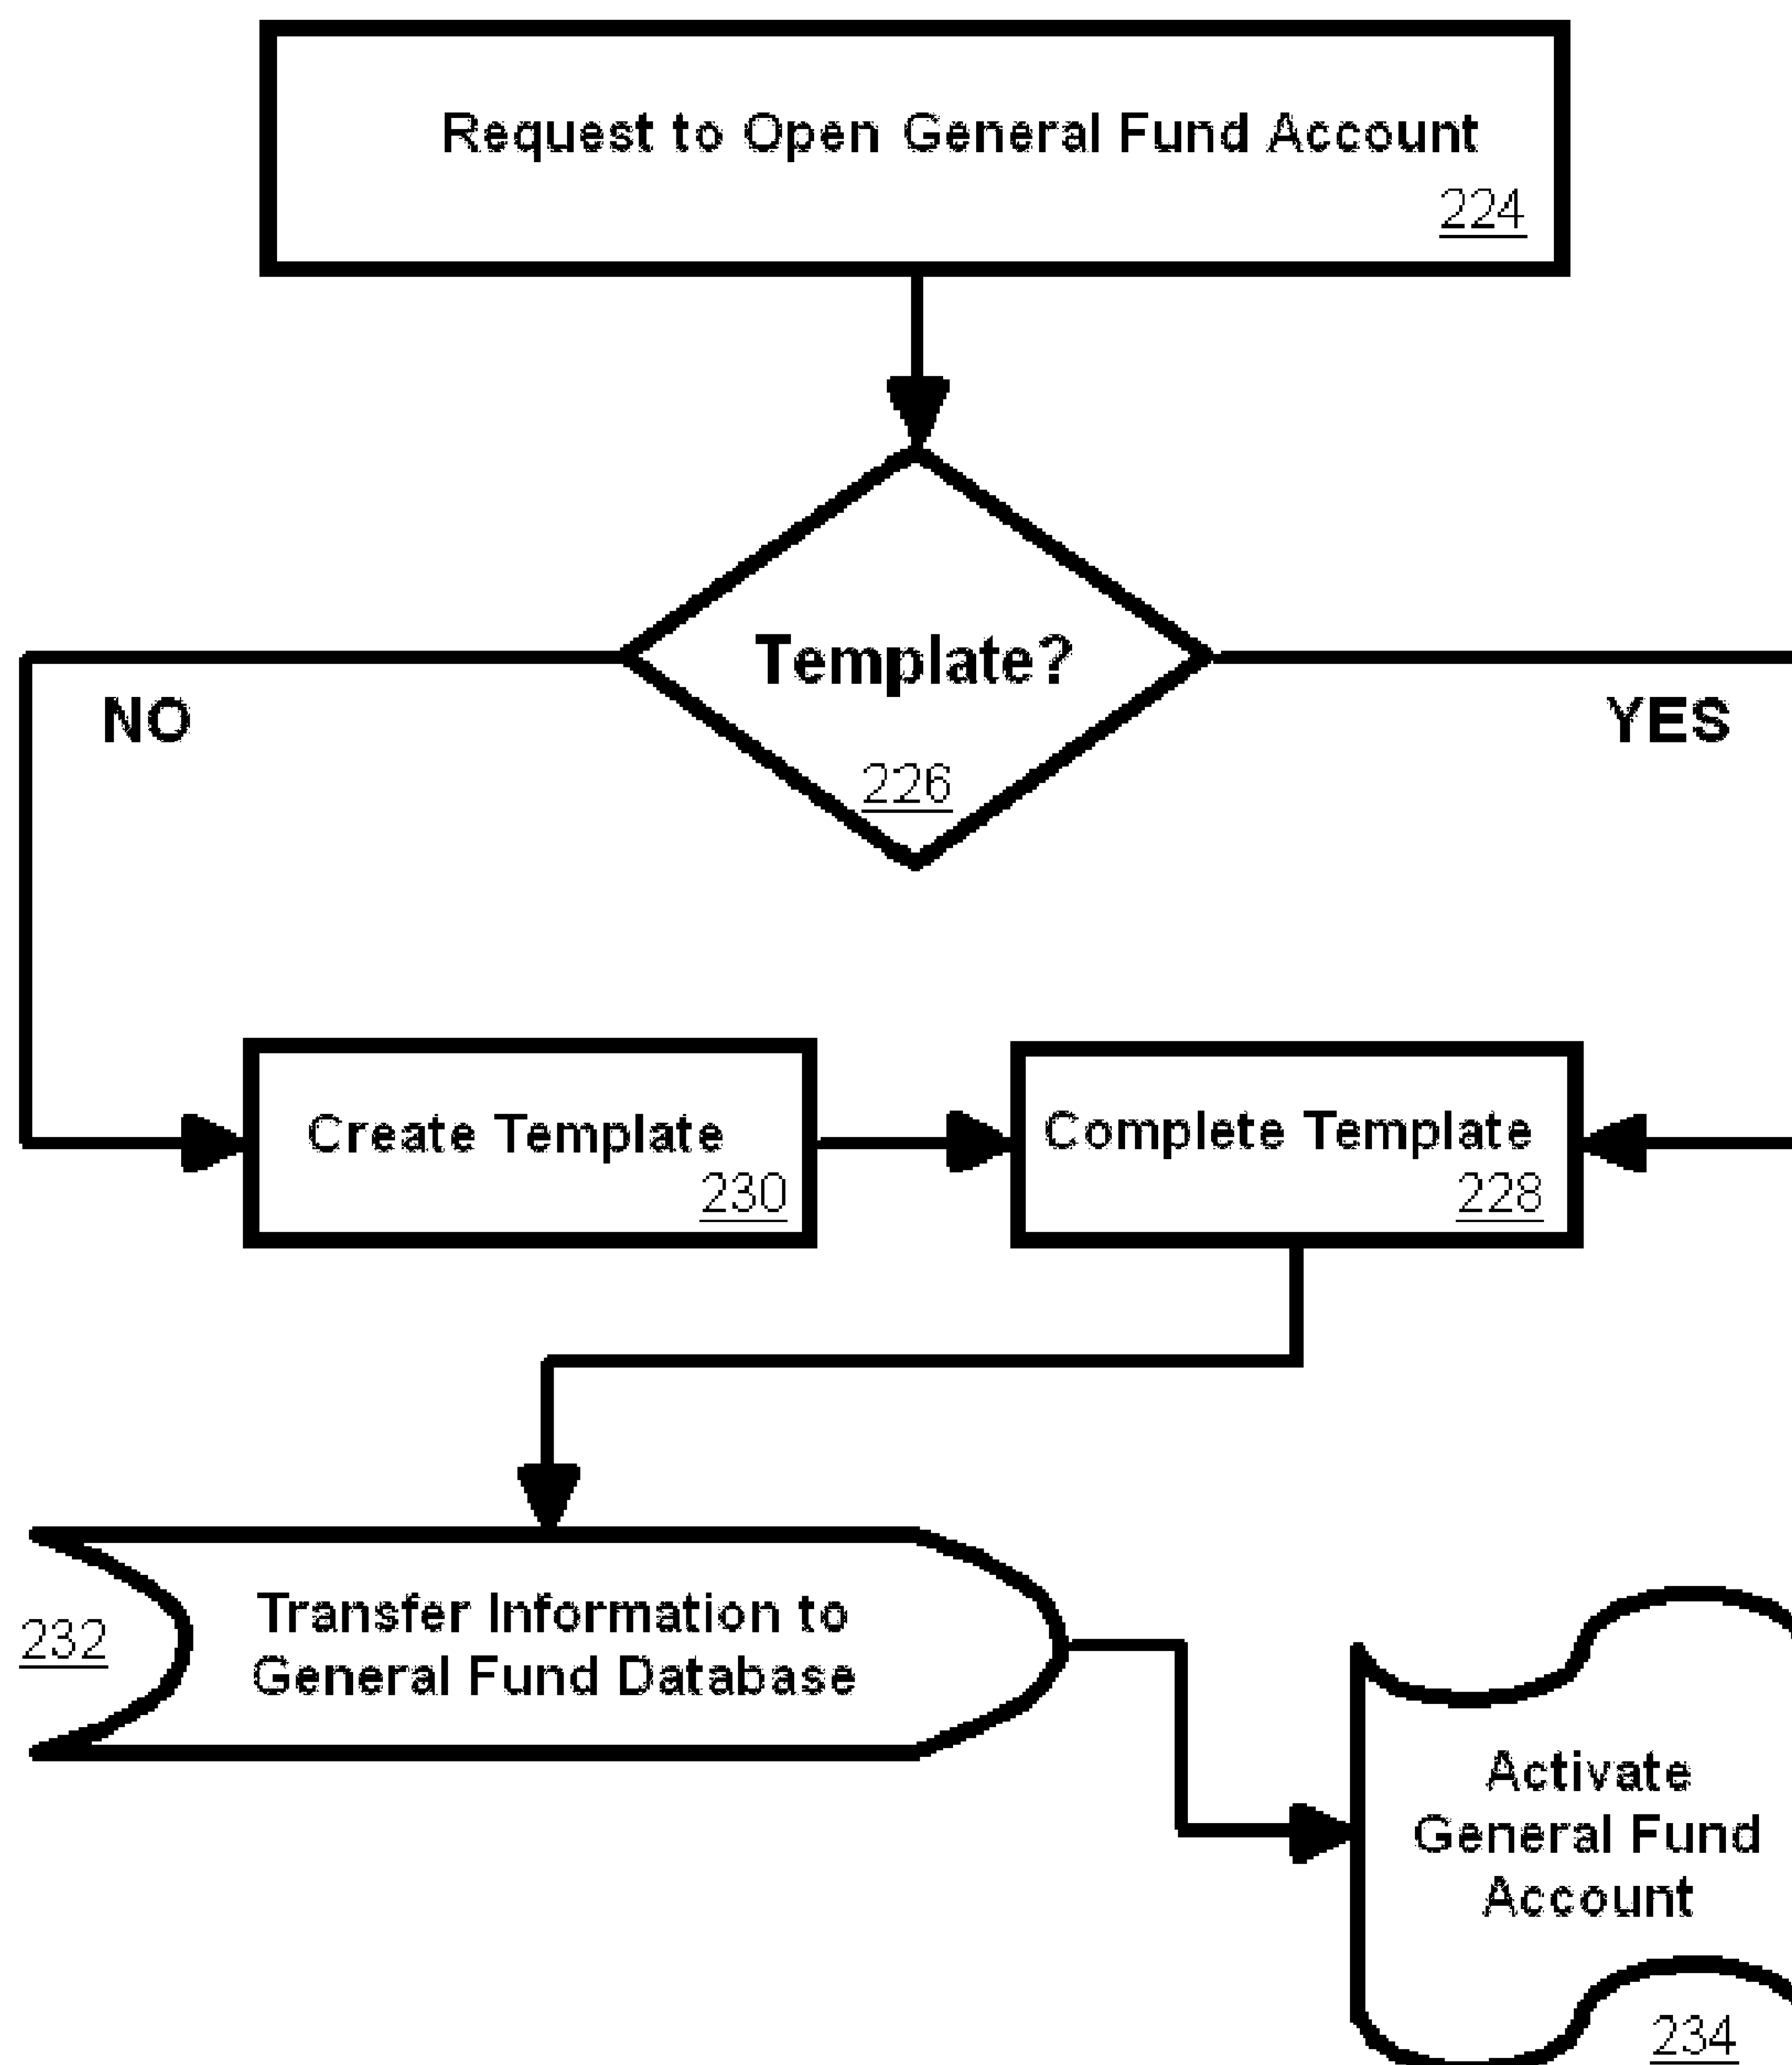 Request to Open General Fund Account
224
Template?
NO
YES
226
Create Template
230
Complete Template
228
Transfer Information to
General Fund Database
232
Activate
General Fund
Account
234